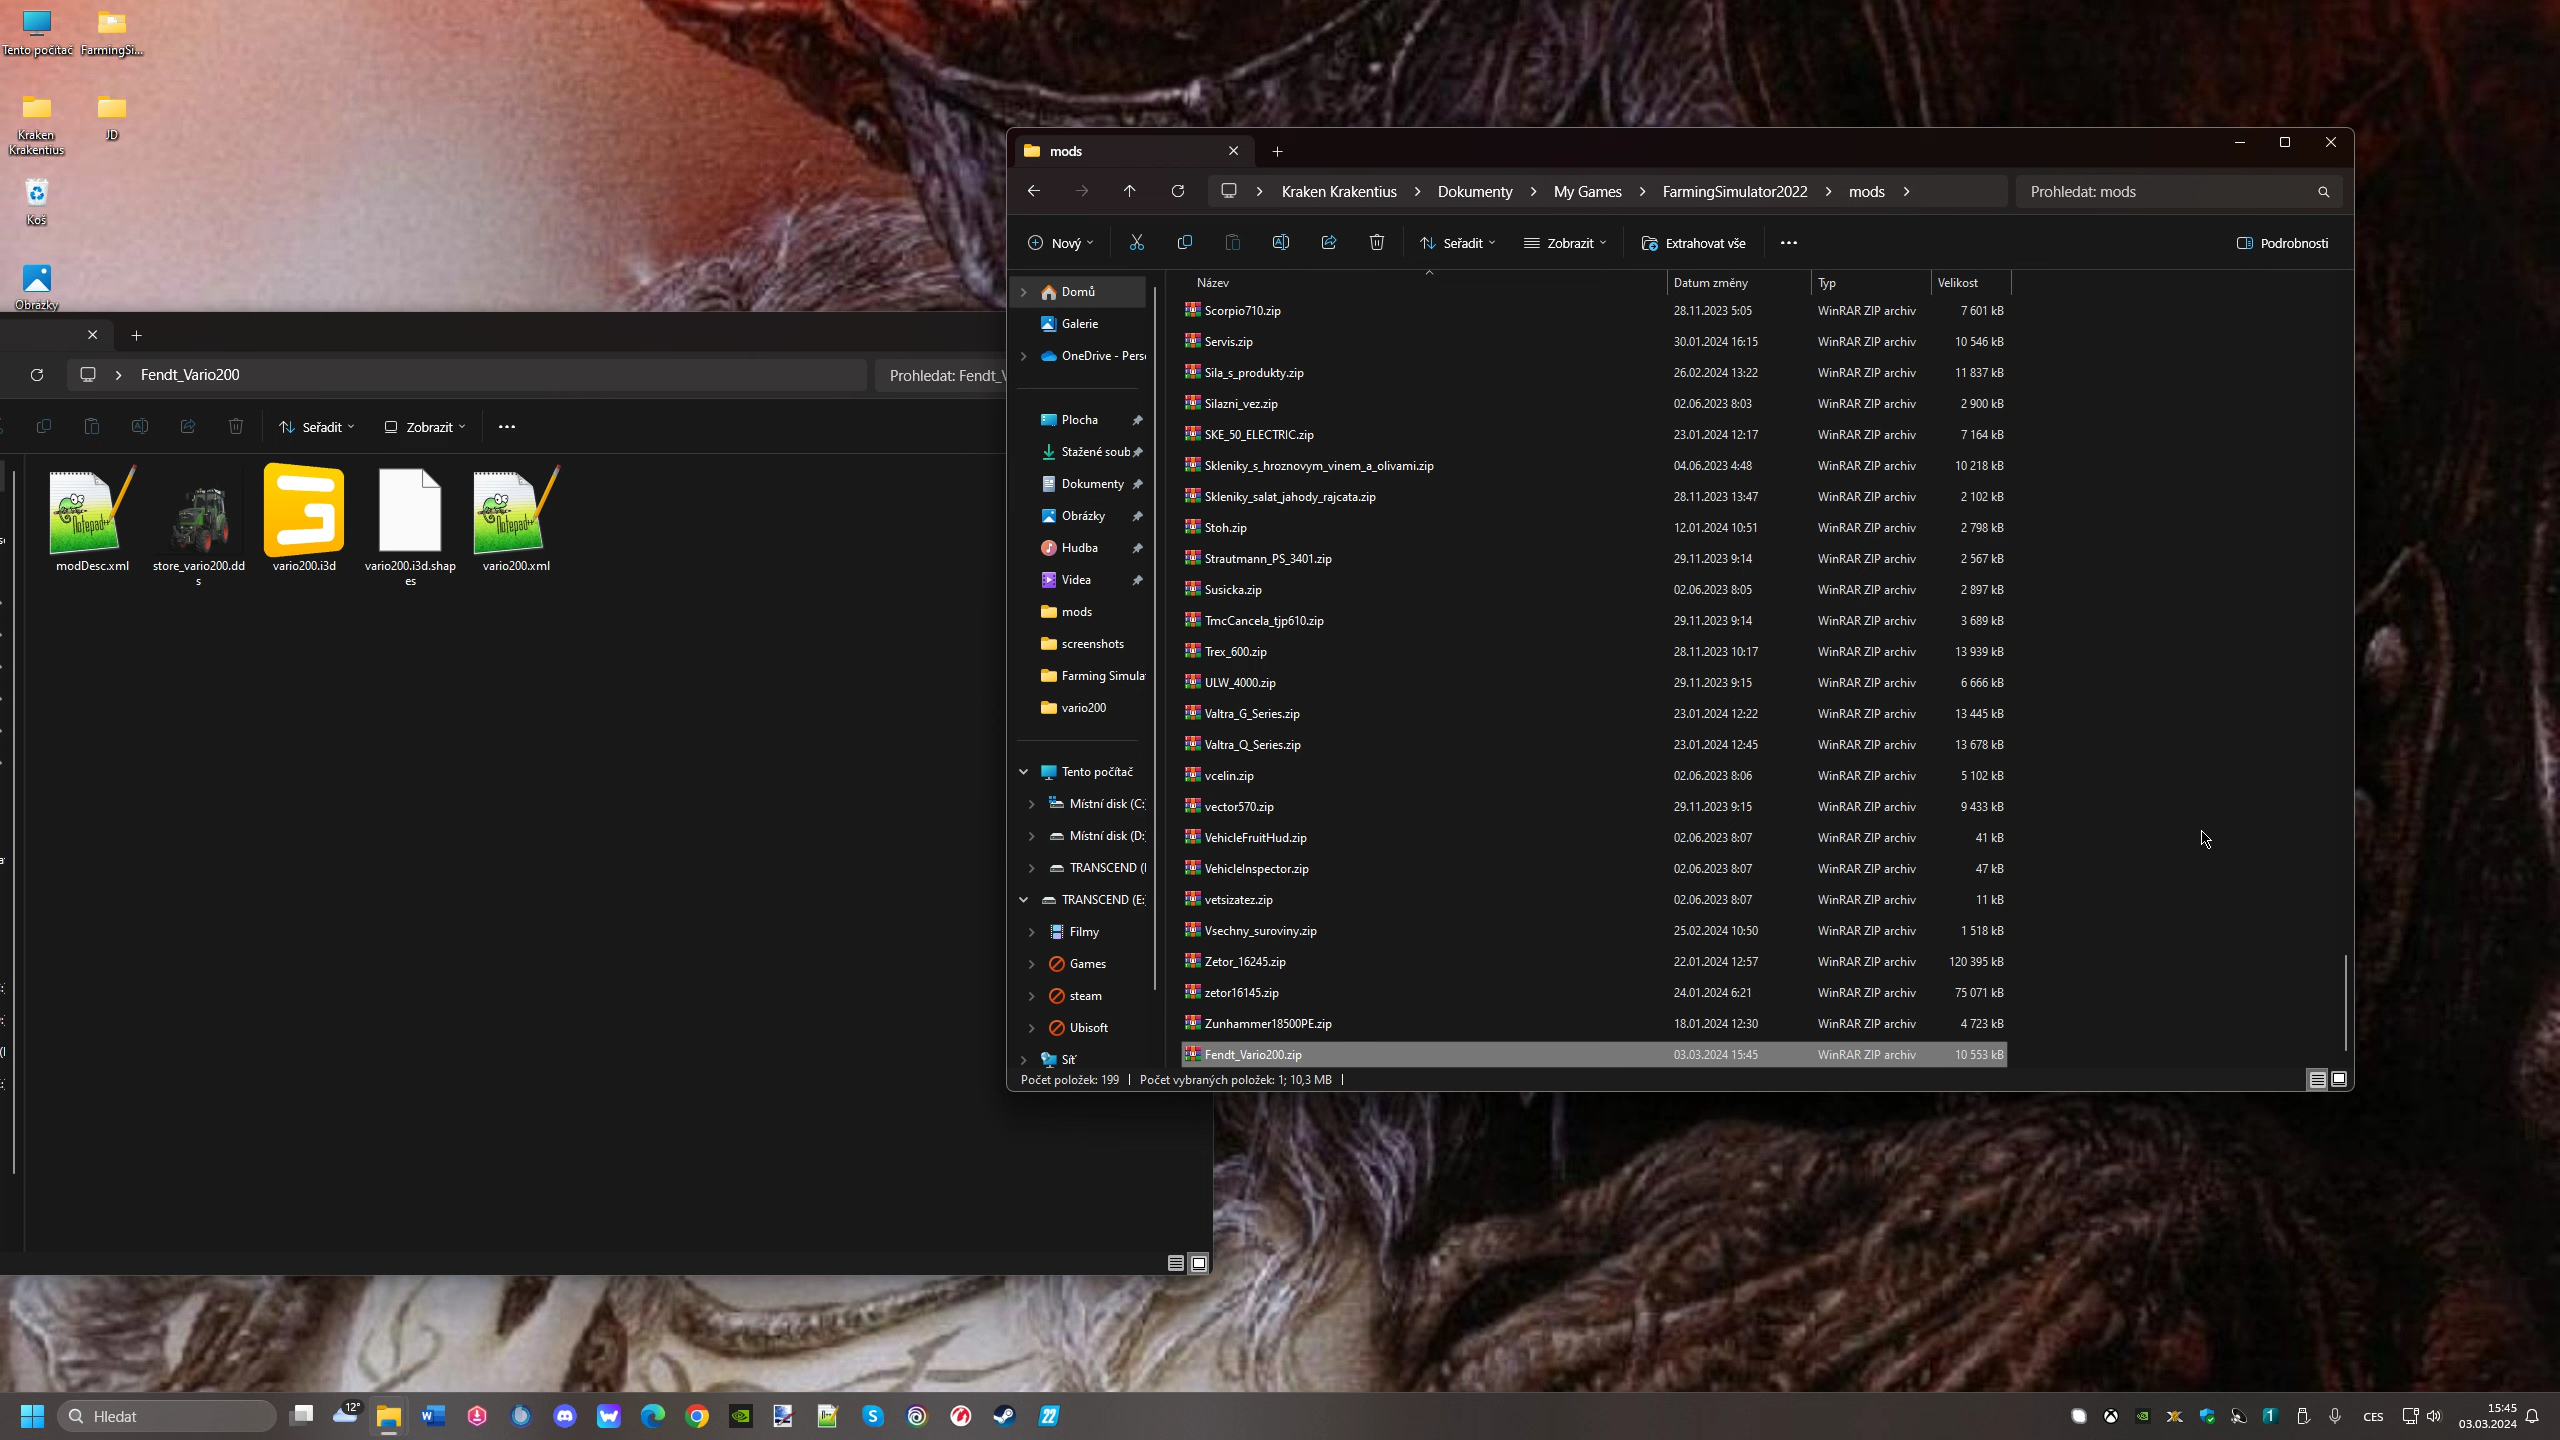 Tento počítač
FarmingSi...
Kraken
Krakentius
JD
Koš
Obrázky
Fendt_Vario200
Prohledat: Fendt_V
Seřadit
Zobrazit
modDesc.xml
store_vario200.dd
s
vario200.i3d
vario200.i3d.shap
es
vario200.xml
mods
Kraken Krakentius
Dokumenty
My Games
FarmingSimulator2022
mods
Prohledat: mods
Nový
Seřadit
Zobrazit
Extrahovat vše
Podrobnosti
Domů
Galerie
OneDrive - Pers
Plocha
Stažené soub
Dokumenty
Obrázky
Hudba
Videa
mods
screenshots
Farming Simula
vario200
Tento počítač
Místní disk (C:
Místní disk (D:
TRANSCEND (
TRANSCEND (E:
Filmy
Games
steam
Ubisoft
Síť
Název Datum změny Typ Velikost
Scorpio710.zip 28.11.2023 5:05 WinRAR ZIP archiv 7 601 kB
Servis.zip 30.01.2024 16:15 WinRAR ZIP archiv 10 546 kB
Sila_s_produkty.zip 26.02.2024 13:22 WinRAR ZIP archiv 11 837 kB
Silazni_vez.zip 02.06.2023 8:03 WinRAR ZIP archiv 2 900 kB
SKE_50_ELECTRIC.zip 23.01.2024 12:17 WinRAR ZIP archiv 7 164 kB
Skleniky_s_hroznovym_vinem_a_olivami.zip 04.06.2023 4:48 WinRAR ZIP archiv 10 218 kB
Skleniky_salat_jahody_rajcata.zip 28.11.2023 13:47 WinRAR ZIP archiv 2 102 kB
Stoh.zip 12.01.2024 10:51 WinRAR ZIP archiv 2 798 kB
Strautmann_PS_3401.zip 29.11.2023 9:14 WinRAR ZIP archiv 2 567 kB
Susicka.zip 02.06.2023 8:05 WinRAR ZIP archiv 2 897 kB
TmcCancela_tjp610.zip 29.11.2023 9:14 WinRAR ZIP archiv 3 689 kB
Trex_600.zip 28.11.2023 10:17 WinRAR ZIP archiv 13 939 kB
ULW_4000.zip 29.11.2023 9:15 WinRAR ZIP archiv 6 666 kB
Valtra_G_Series.zip 23.01.2024 12:22 WinRAR ZIP archiv 13 445 kB
Valtra_Q_Series.zip 23.01.2024 12:45 WinRAR ZIP archiv 13 678 kB
vcelin.zip 02.06.2023 8:06 WinRAR ZIP archiv 5 102 kB
vector570.zip 29.11.2023 9:15 WinRAR ZIP archiv 9 433 kB
VehicleFruitHud.zip 02.06.2023 8:07 WinRAR ZIP archiv 41 kB
VehicleInspector.zip 02.06.2023 8:07 WinRAR ZIP archiv 47 kB
vetsizatez.zip 02.06.2023 8:07 WinRAR ZIP archiv 11 kB
Vsechny_suroviny.zip 25.02.2024 10:50 WinRAR ZIP archiv 1 518 kB
Zetor_16245.zip 22.01.2024 12:57 WinRAR ZIP archiv 120 395 kB
zetor16145.zip 24.01.2024 6:21 WinRAR ZIP archiv 75 071 kB
Zunhammer18500PE.zip 18.01.2024 12:30 WinRAR ZIP archiv 4 723 kB
Fendt_Vario200.zip 03.03.2024 15:45 WinRAR ZIP archiv 10 553 kB
Počet položek: 199 Počet vybraných položek: 1; 10,3 MB
Hledat
12°
22
CES
15:45
03.03.2024